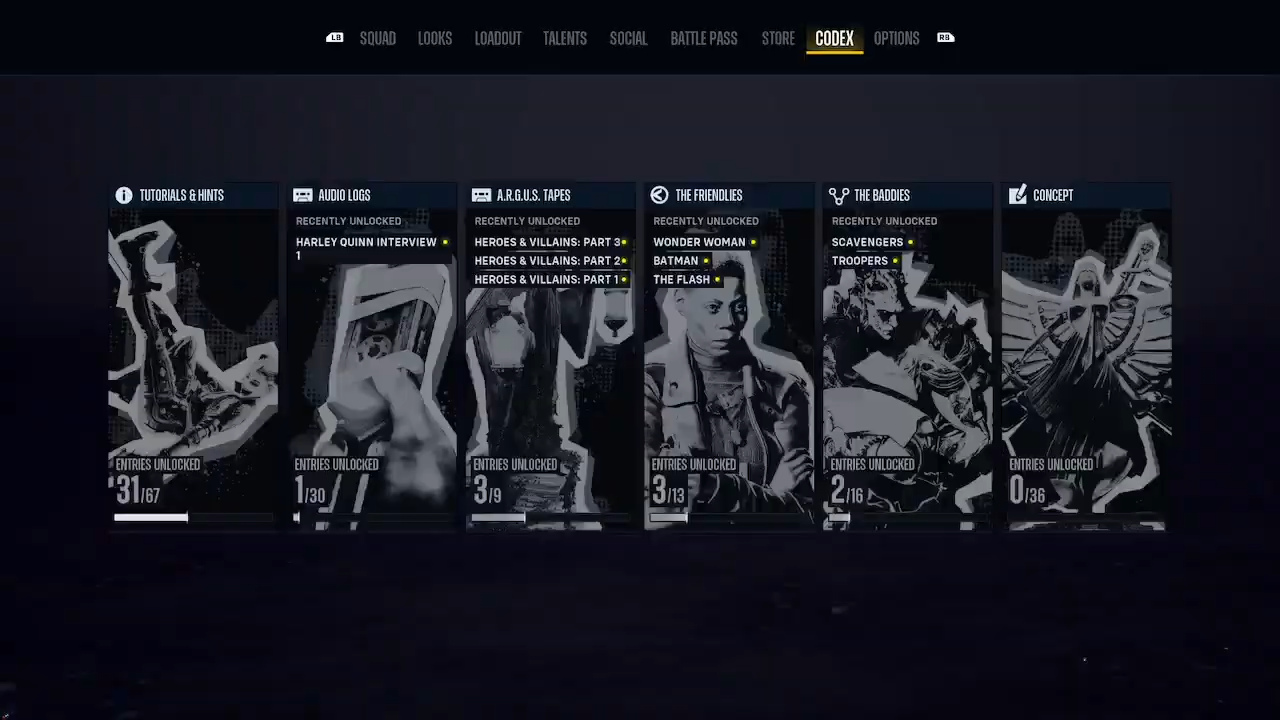 LB SQUAD LOOKS LOADOUT TALENTS SOCIAL BATTLE PASS STORE CODEX OPTIONS RB
TUTORIALS & HINTS
ENTRIES UNLOCKED
31/67
AUDIO LOGS
RECENTLY UNLOCKED
HARLEY QUINN INTERVIEW
1
ENTRIES UNLOCKED
1/30
A.R.G.U.S. TAPES
RECENTLY UNLOCKED
HEROES & VILLAINS: PART 3
HEROES & VILLAINS: PART 2
HEROES & VILLAINS: PART 1
ENTRIES UNLOCKED
3/9
THE FRIENDLIES
RECENTLY UNLOCKED
WONDER WOMAN
BATMAN
THE FLASH
ENTRIES UNLOCKED
3/13
THE BADDIES
RECENTLY UNLOCKED
SCAVENGERS
TROOPERS
ENTRIES UNLOCKED
2/16
CONCEPT
ENTRIES UNLOCKED
0/36